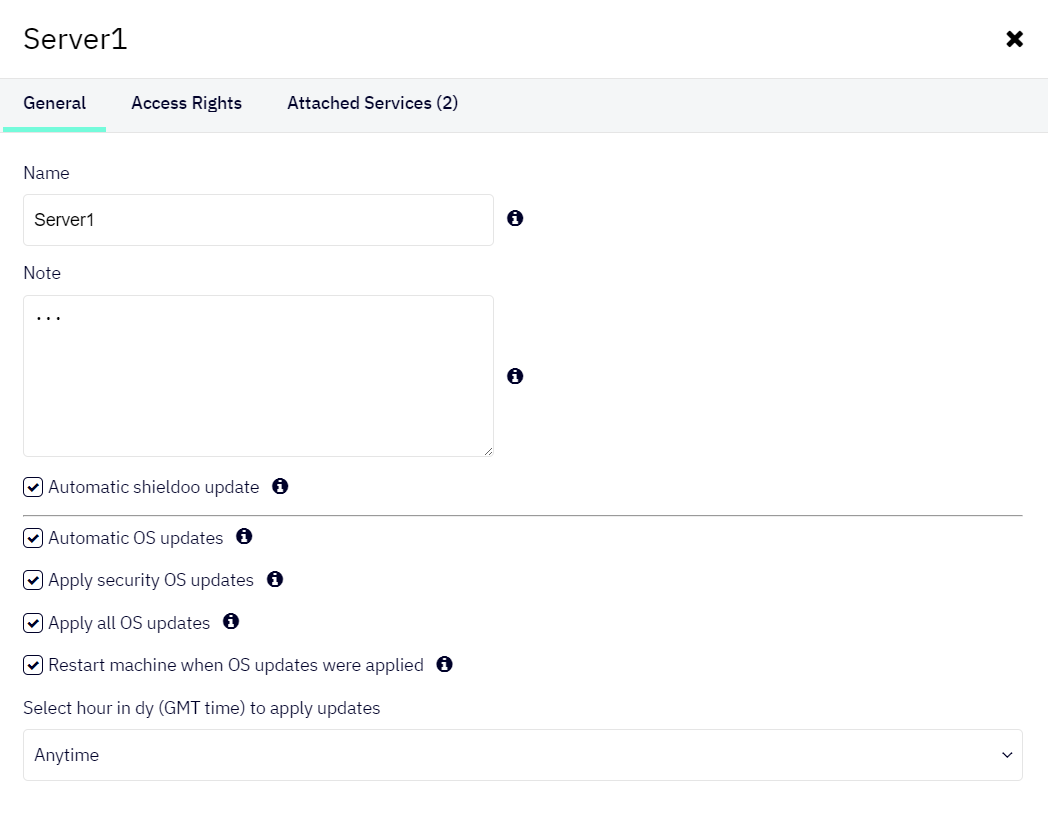 Server1
General Access Rights Attached Services (2)
Name
Server1
Note
...
Automatic shieldoo update
Automatic OS updates
Apply security OS updates
Apply all OS updates
Restart machine when OS updates were applied
Select hour in dy (GMT time) to apply updates
Anytime